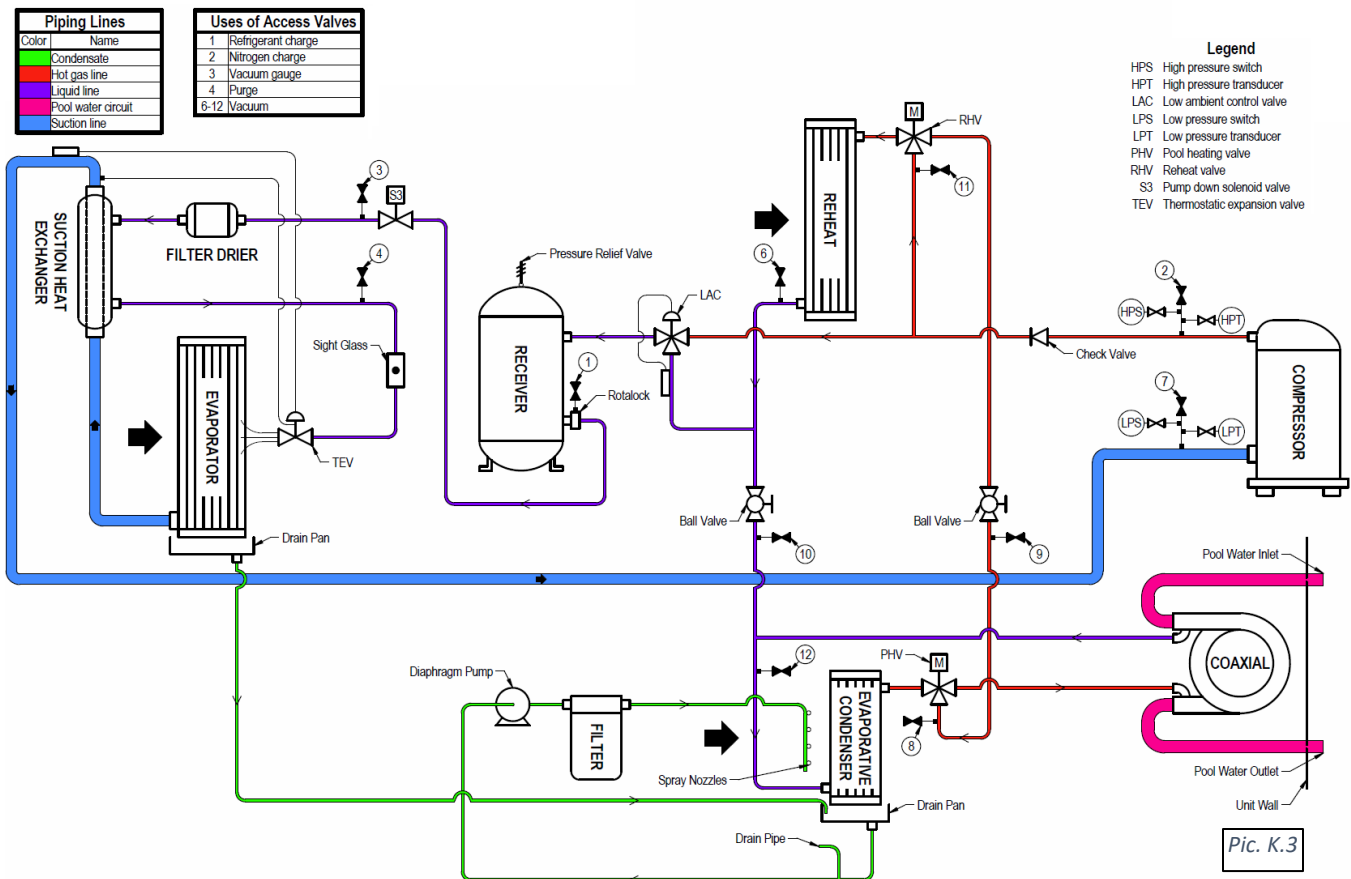 Piping Lines
Color Name
Condensate
Hot gas line
Liquid line
Pool water circuit
Suction line
Uses of Access Valves
1 Refrigerant charge
2 Nitrogen charge
3 Vacuum gauge
4 Purge
6-12 Vacuum
Legend
HPS High pressure switch
HPT High pressure transducer
LAC Low ambient control valve
LPS Low pressure switch
LPT Low pressure transducer
PHV Pool heating valve
RHV Reheat valve
S3 Pump down solenoid valve
TEV Thermostatic expansion valve
M
RHV
3
S3
11
SUCTION HEAT
EXCHANGER
FILTER DRIER
4
REHEAT
6
Pressure Relief Valve
LAC
2
HPS
HPT
Check Valve
Sight Glass
RECEIVER
1
Rotalock
COMPRESSOR
7
LPS
LPT
EVAPORATOR
TEV
Drain Pan
Ball Valve
10
Ball Valve
9
Pool Water Inlet
COAXIAL
12
PHV
M
Diaphragm Pump
FILTER
EVAPORATIVE
CONDENSER
8
Spray Nozzles
Pool Water Outlet
Drain Pan
Unit Wall
Drain Pipe
Pic. K.3